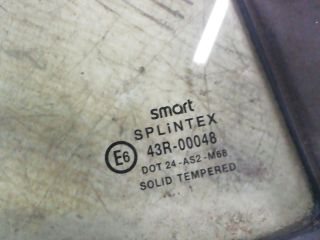 smart
SPLiNTEX
E6 43R-00048
DOT 24-AS2-M68
SOLID TEMPERED